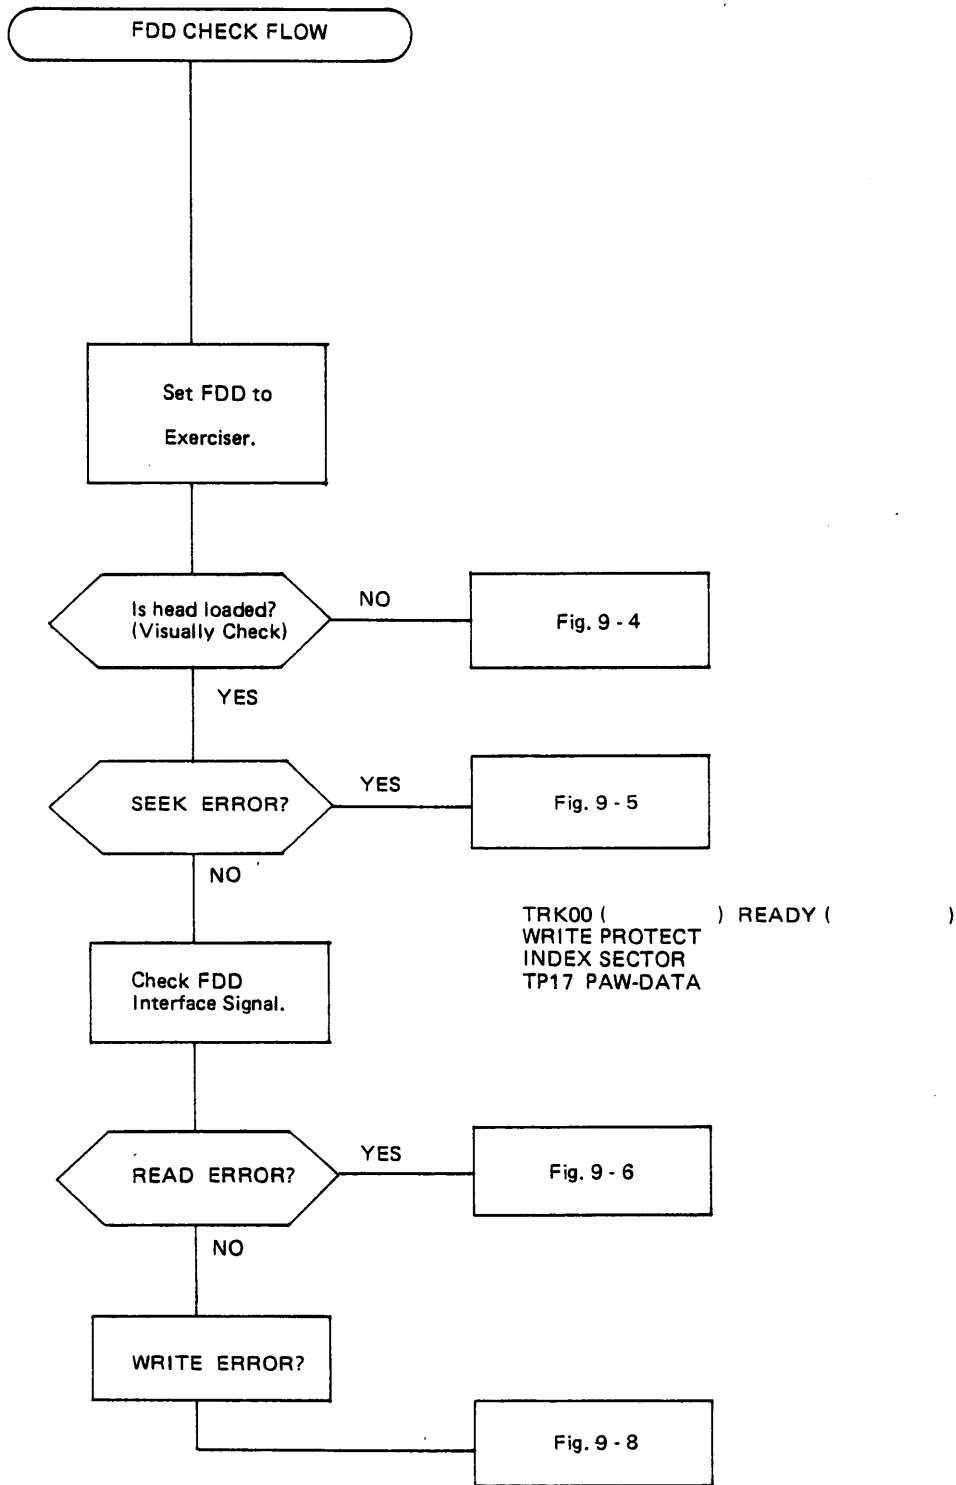 FDD CHECK FLOW
Set FDD to
Exerciser.
Is head loaded?
(Visually Check)
NO
Fig. 9 - 4
YES
SEEK ERROR?
YES
Fig. 9 - 5
NO
TRK00 ( ) READY ( )
WRITE PROTECT
INDEX SECTOR
TP17 PAW-DATA
Check FDD
Interface Signal.
READ ERROR?
YES
Fig. 9 - 6
NO
WRITE ERROR?
Fig. 9 - 8